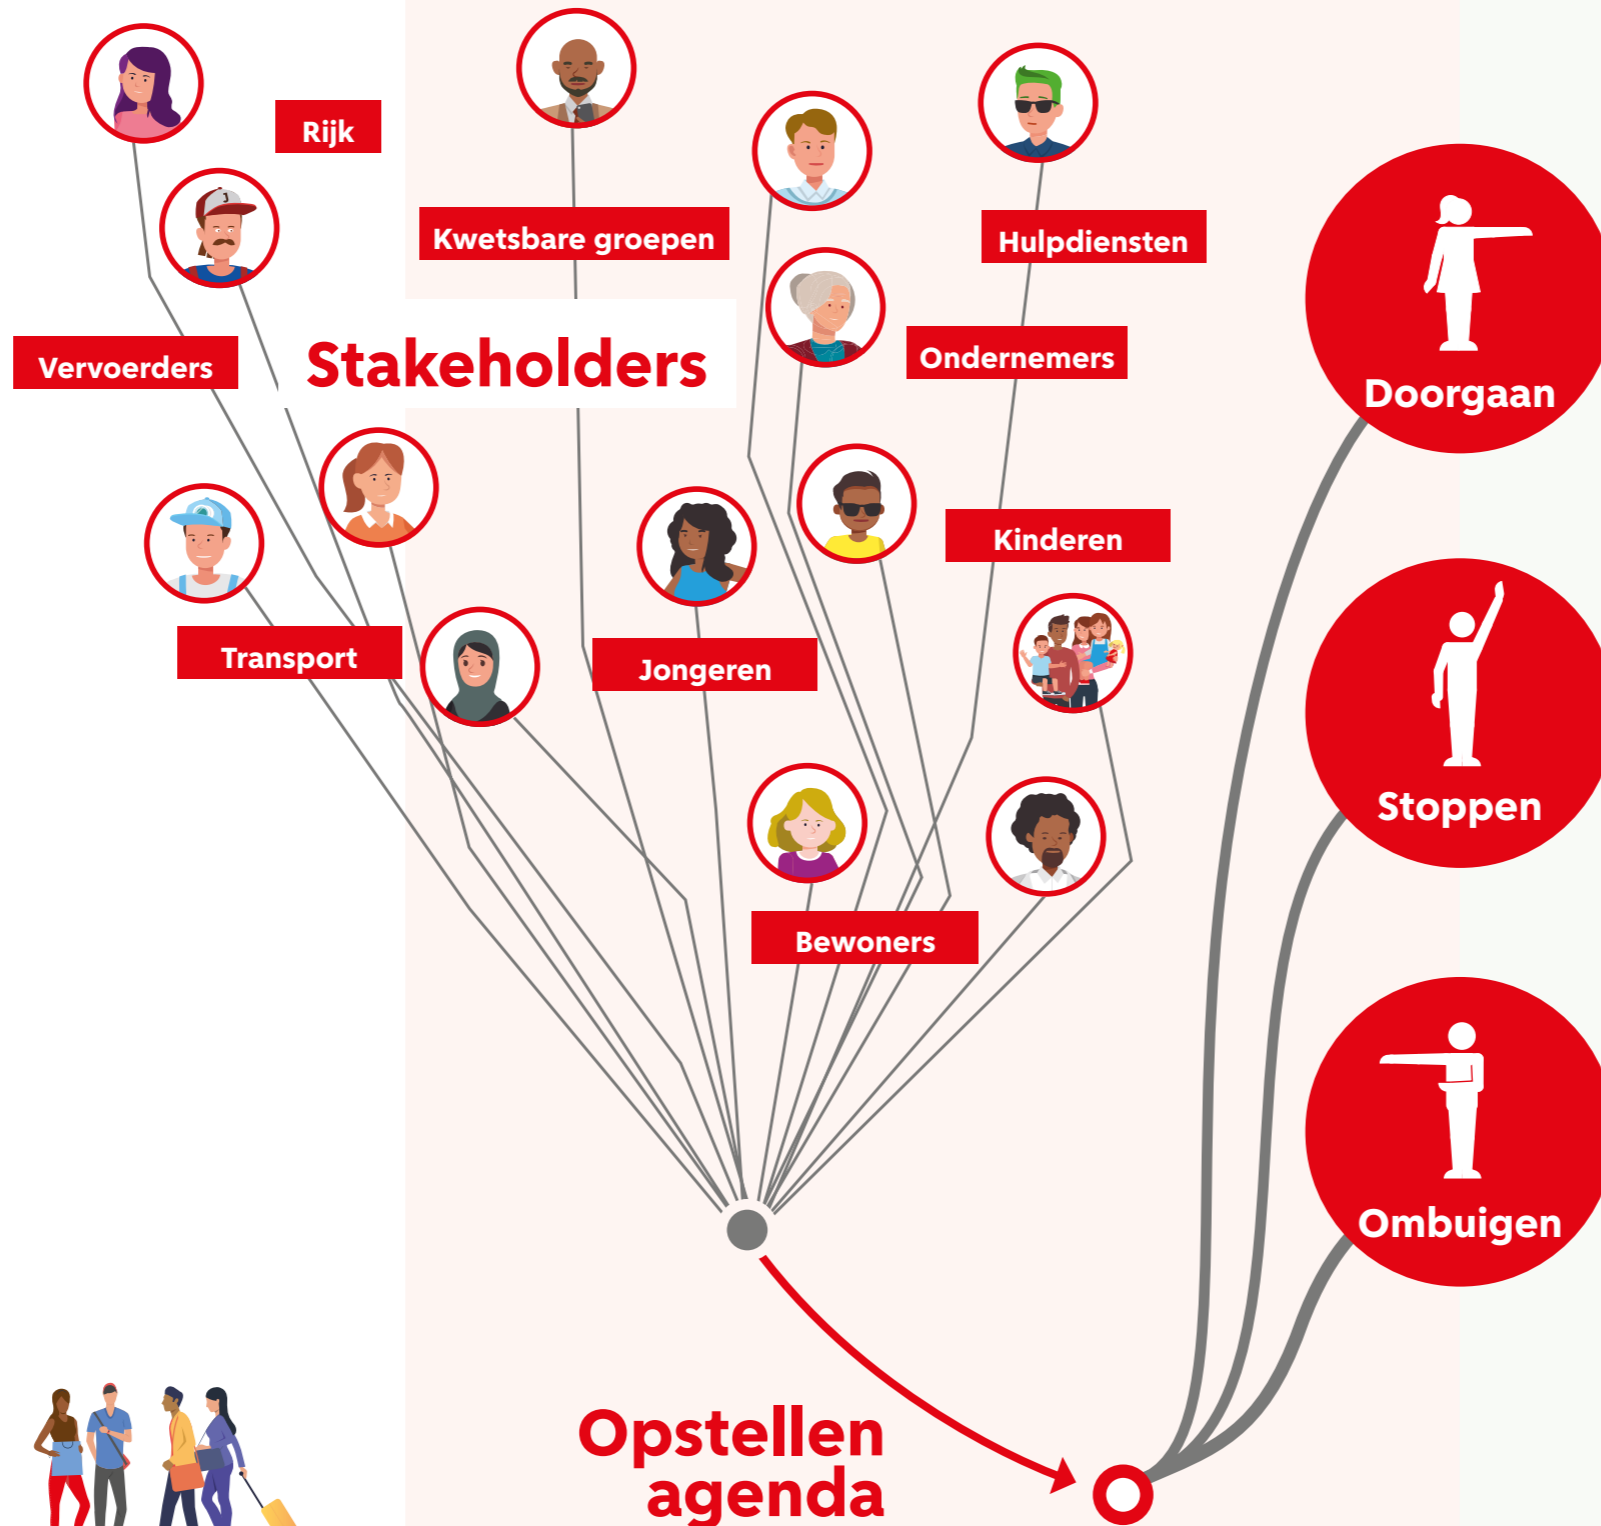 Rijk
Kwetsbare groepen
Hulpdiensten
Vervoerders
Stakeholders
Ondernemers
Doorgaan
Kinderen
Transport
Jongeren
Stoppen
Bewoners
Ombuigen
Opstellen
agenda
J